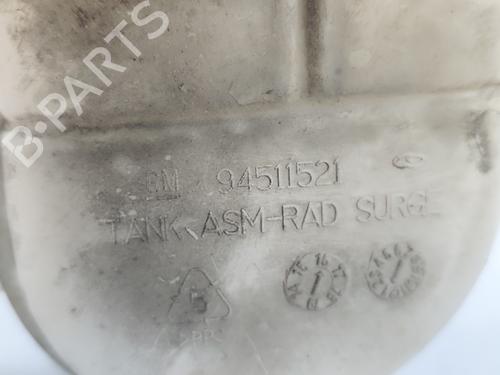 B-PARTS
GM 94511521
TANK ASM-RAD SURGE
5
PP